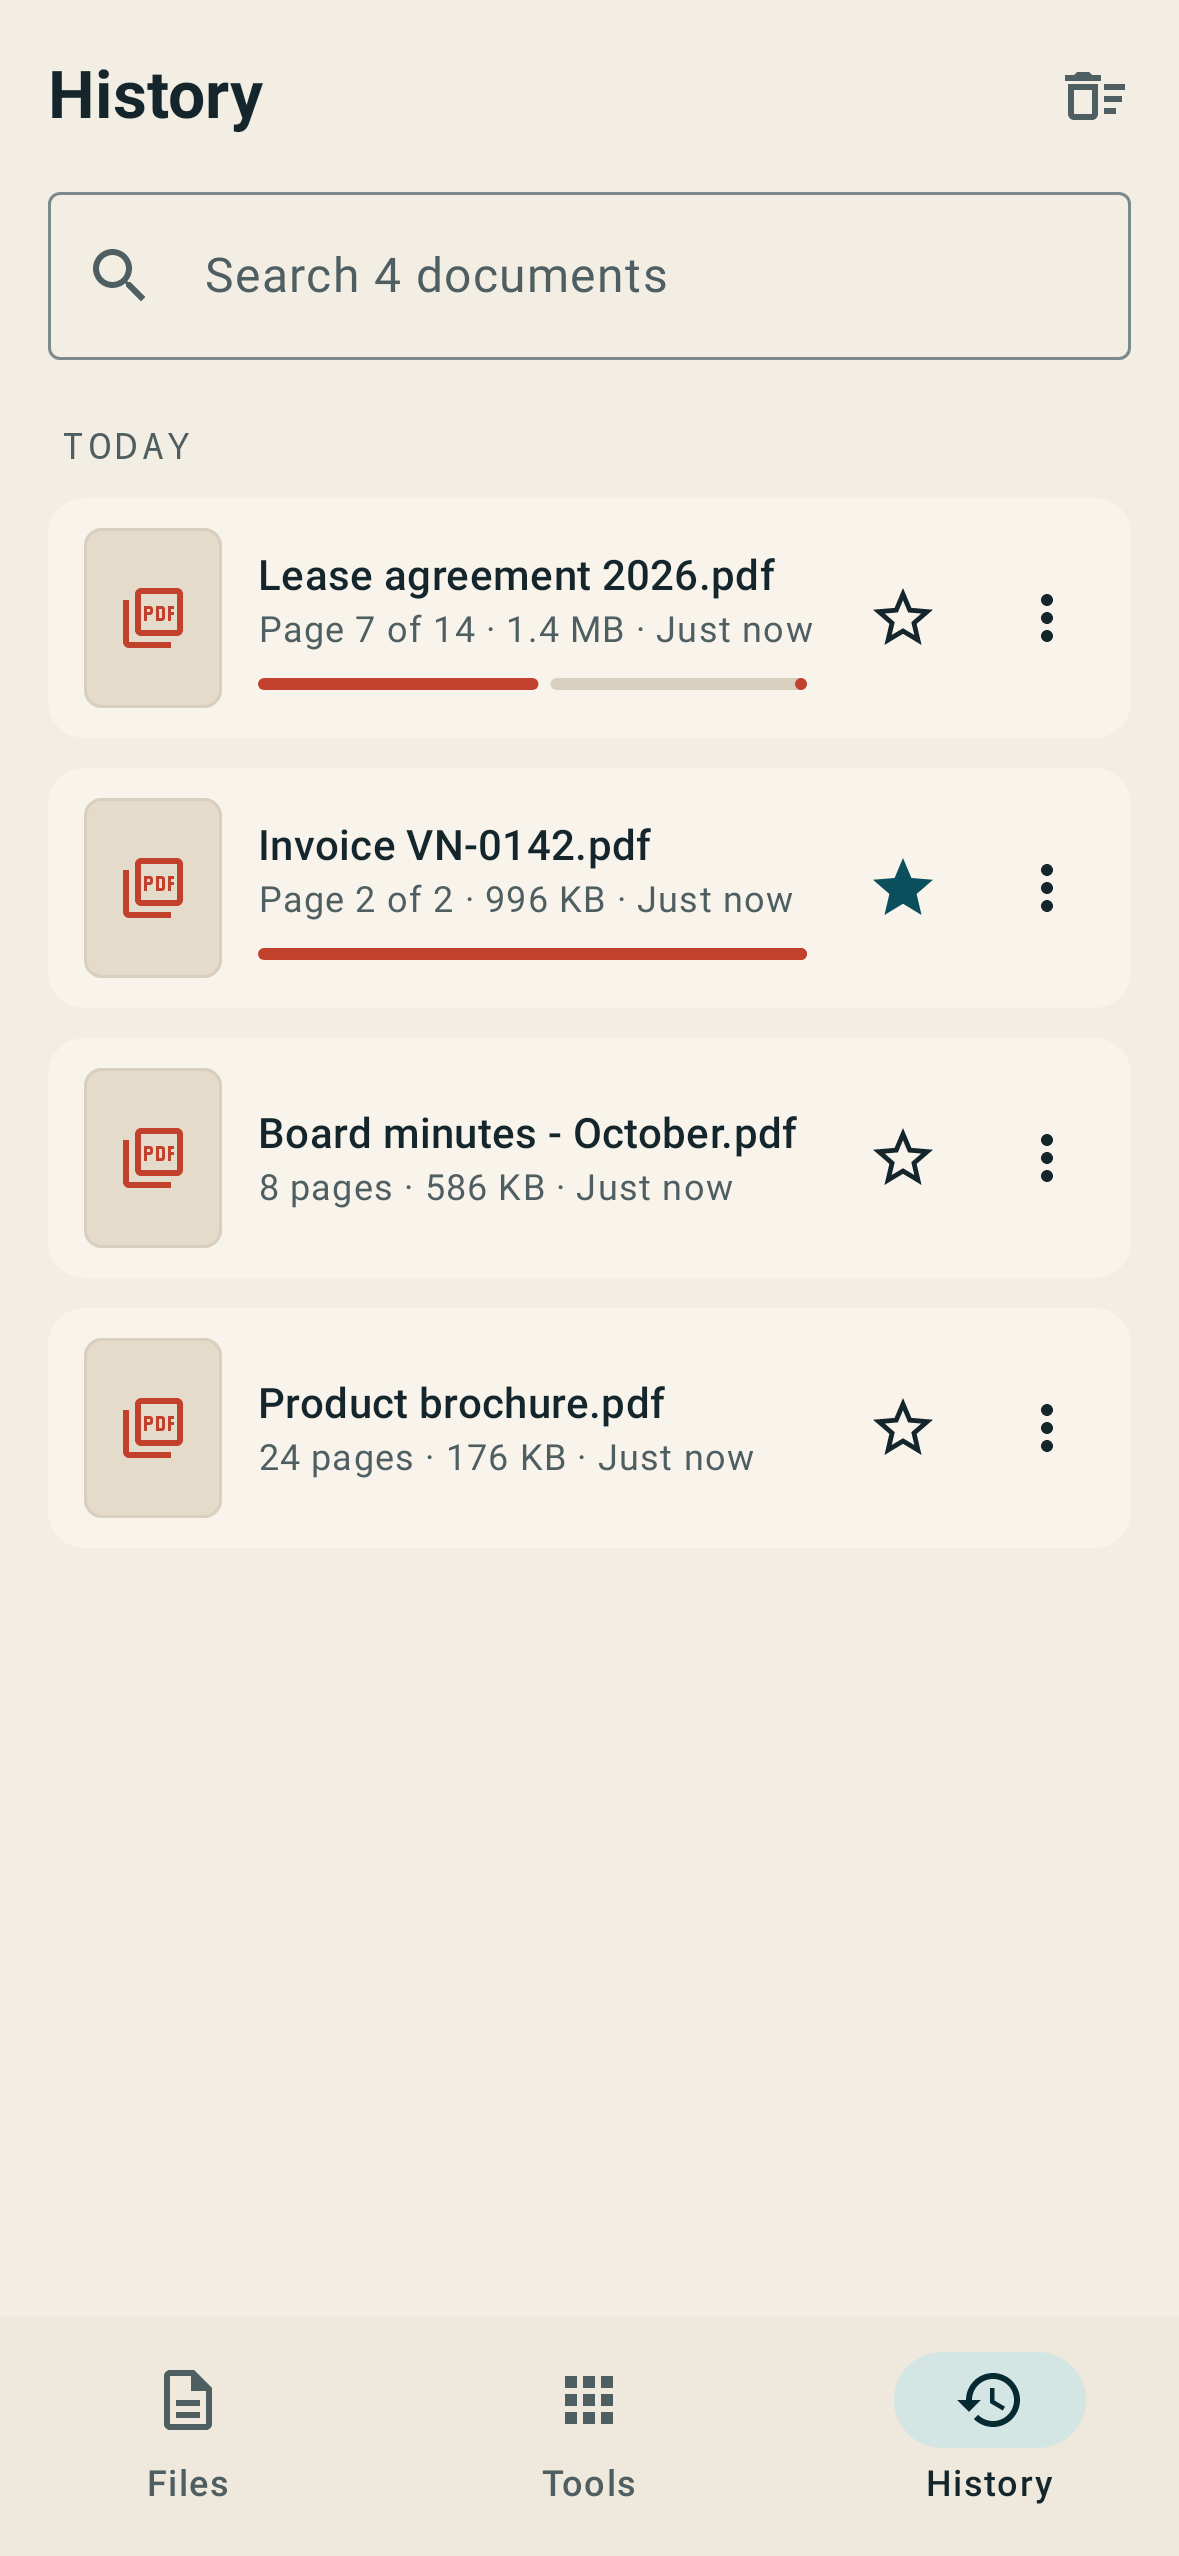 History
Search 4 documents
TODAY
PDF
Lease agreement 2026.pdf
Page 7 of 14 · 1.4 MB · Just now
PDF
Invoice VN-0142.pdf
Page 2 of 2 · 996 KB · Just now
PDF
Board minutes - October.pdf
8 pages · 586 KB · Just now
PDF
Product brochure.pdf
24 pages · 176 KB · Just now
Files
Tools
History